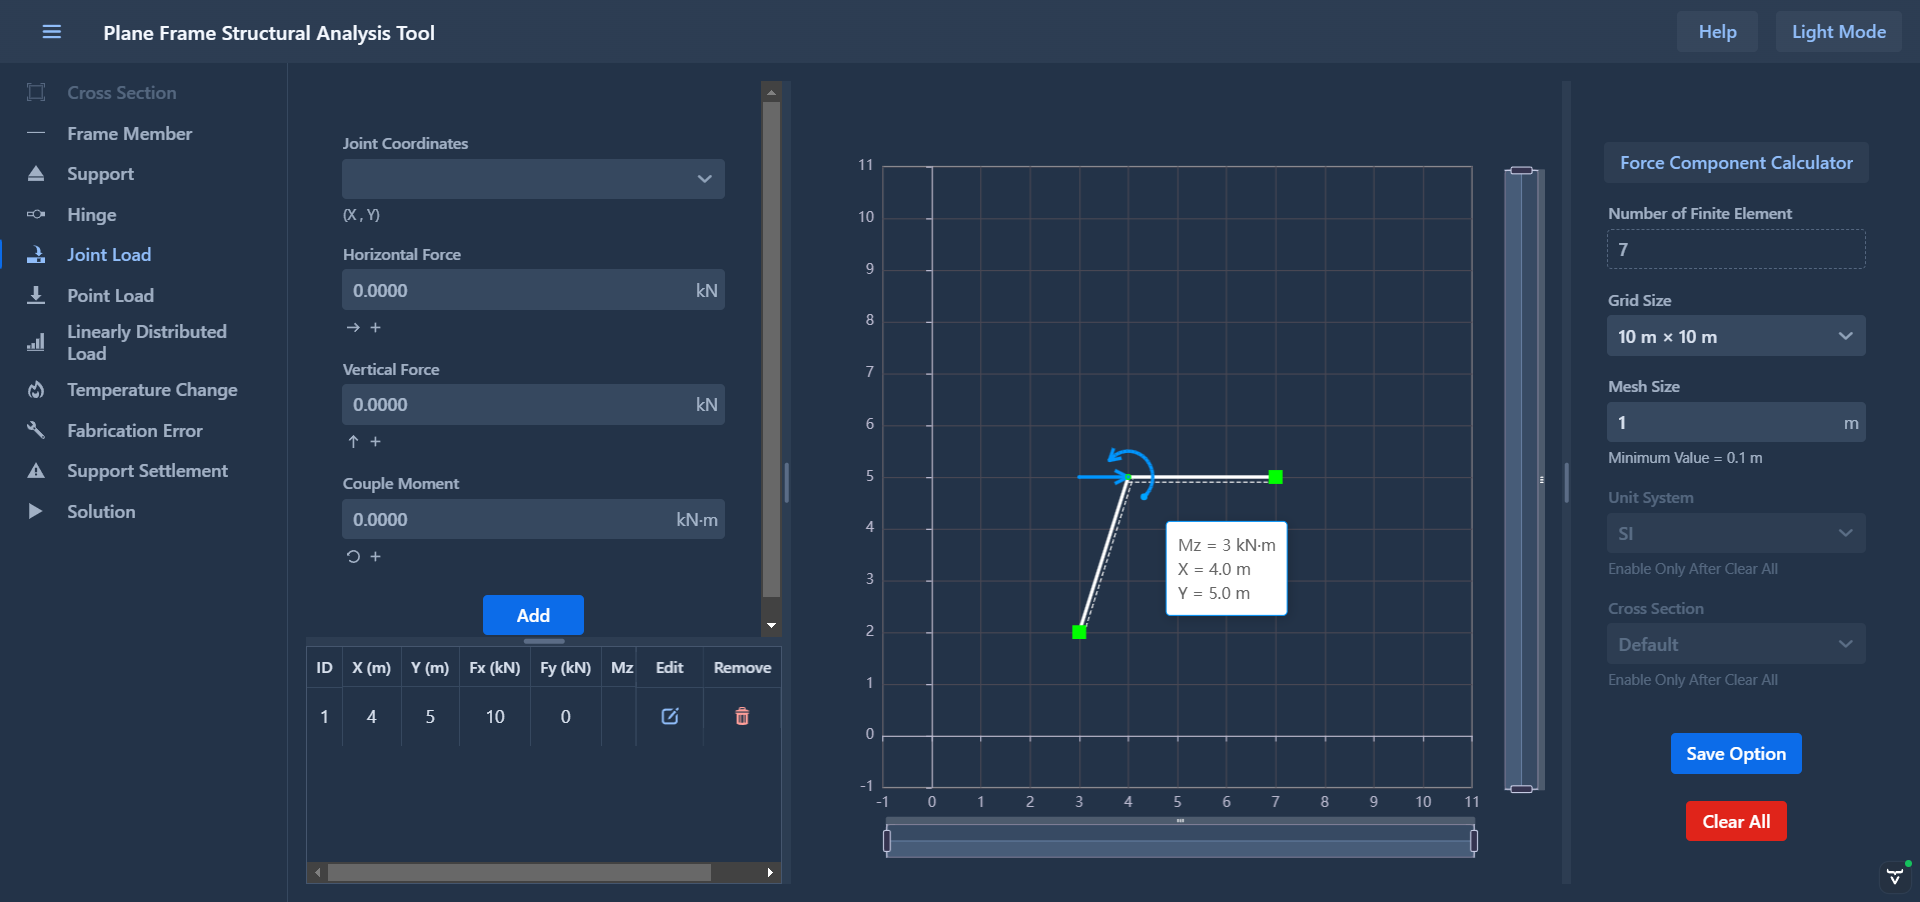 Plane Frame Structural Analysis Tool
Help
Light Mode
Cross Section
Frame Member
Support
Hinge
Joint Load
Point Load
Linearly Distributed
Load
Temperature Change
Fabrication Error
Support Settlement
Solution
Joint Coordinates
(X , Y)
Horizontal Force
0.0000 kN
→ +
Vertical Force
0.0000 kN
↑ +
Couple Moment
0.0000 kN·m
+
Add
ID X (m) Y (m) Fx (kN) Fy (kN) Mz Edit Remove
1 4 5 10 0
11
10
9
8
7
6
5
4
3
2
1
0
-1
-1 0 1 2 3 4 5 6 7 8 9 10 11
Mz = 3 kN·m
X = 4.0 m
Y = 5.0 m
Force Component Calculator
Number of Finite Element
7
Grid Size
10 m × 10 m
Mesh Size
1 m
Minimum Value = 0.1 m
Unit System
SI
Enable Only After Clear All
Cross Section
Default
Enable Only After Clear All
Save Option
Clear All